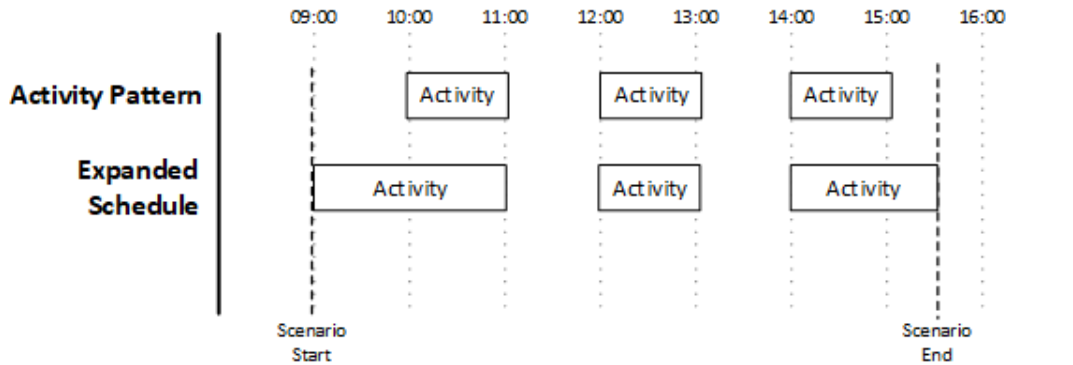 09:00 10:00 11:00 12:00 13:00 14:00 15:00 16:00
Activity Pattern Activity Activity Activity
Expanded
Schedule Activity Activity Activity
Scenario Scenario
Start End